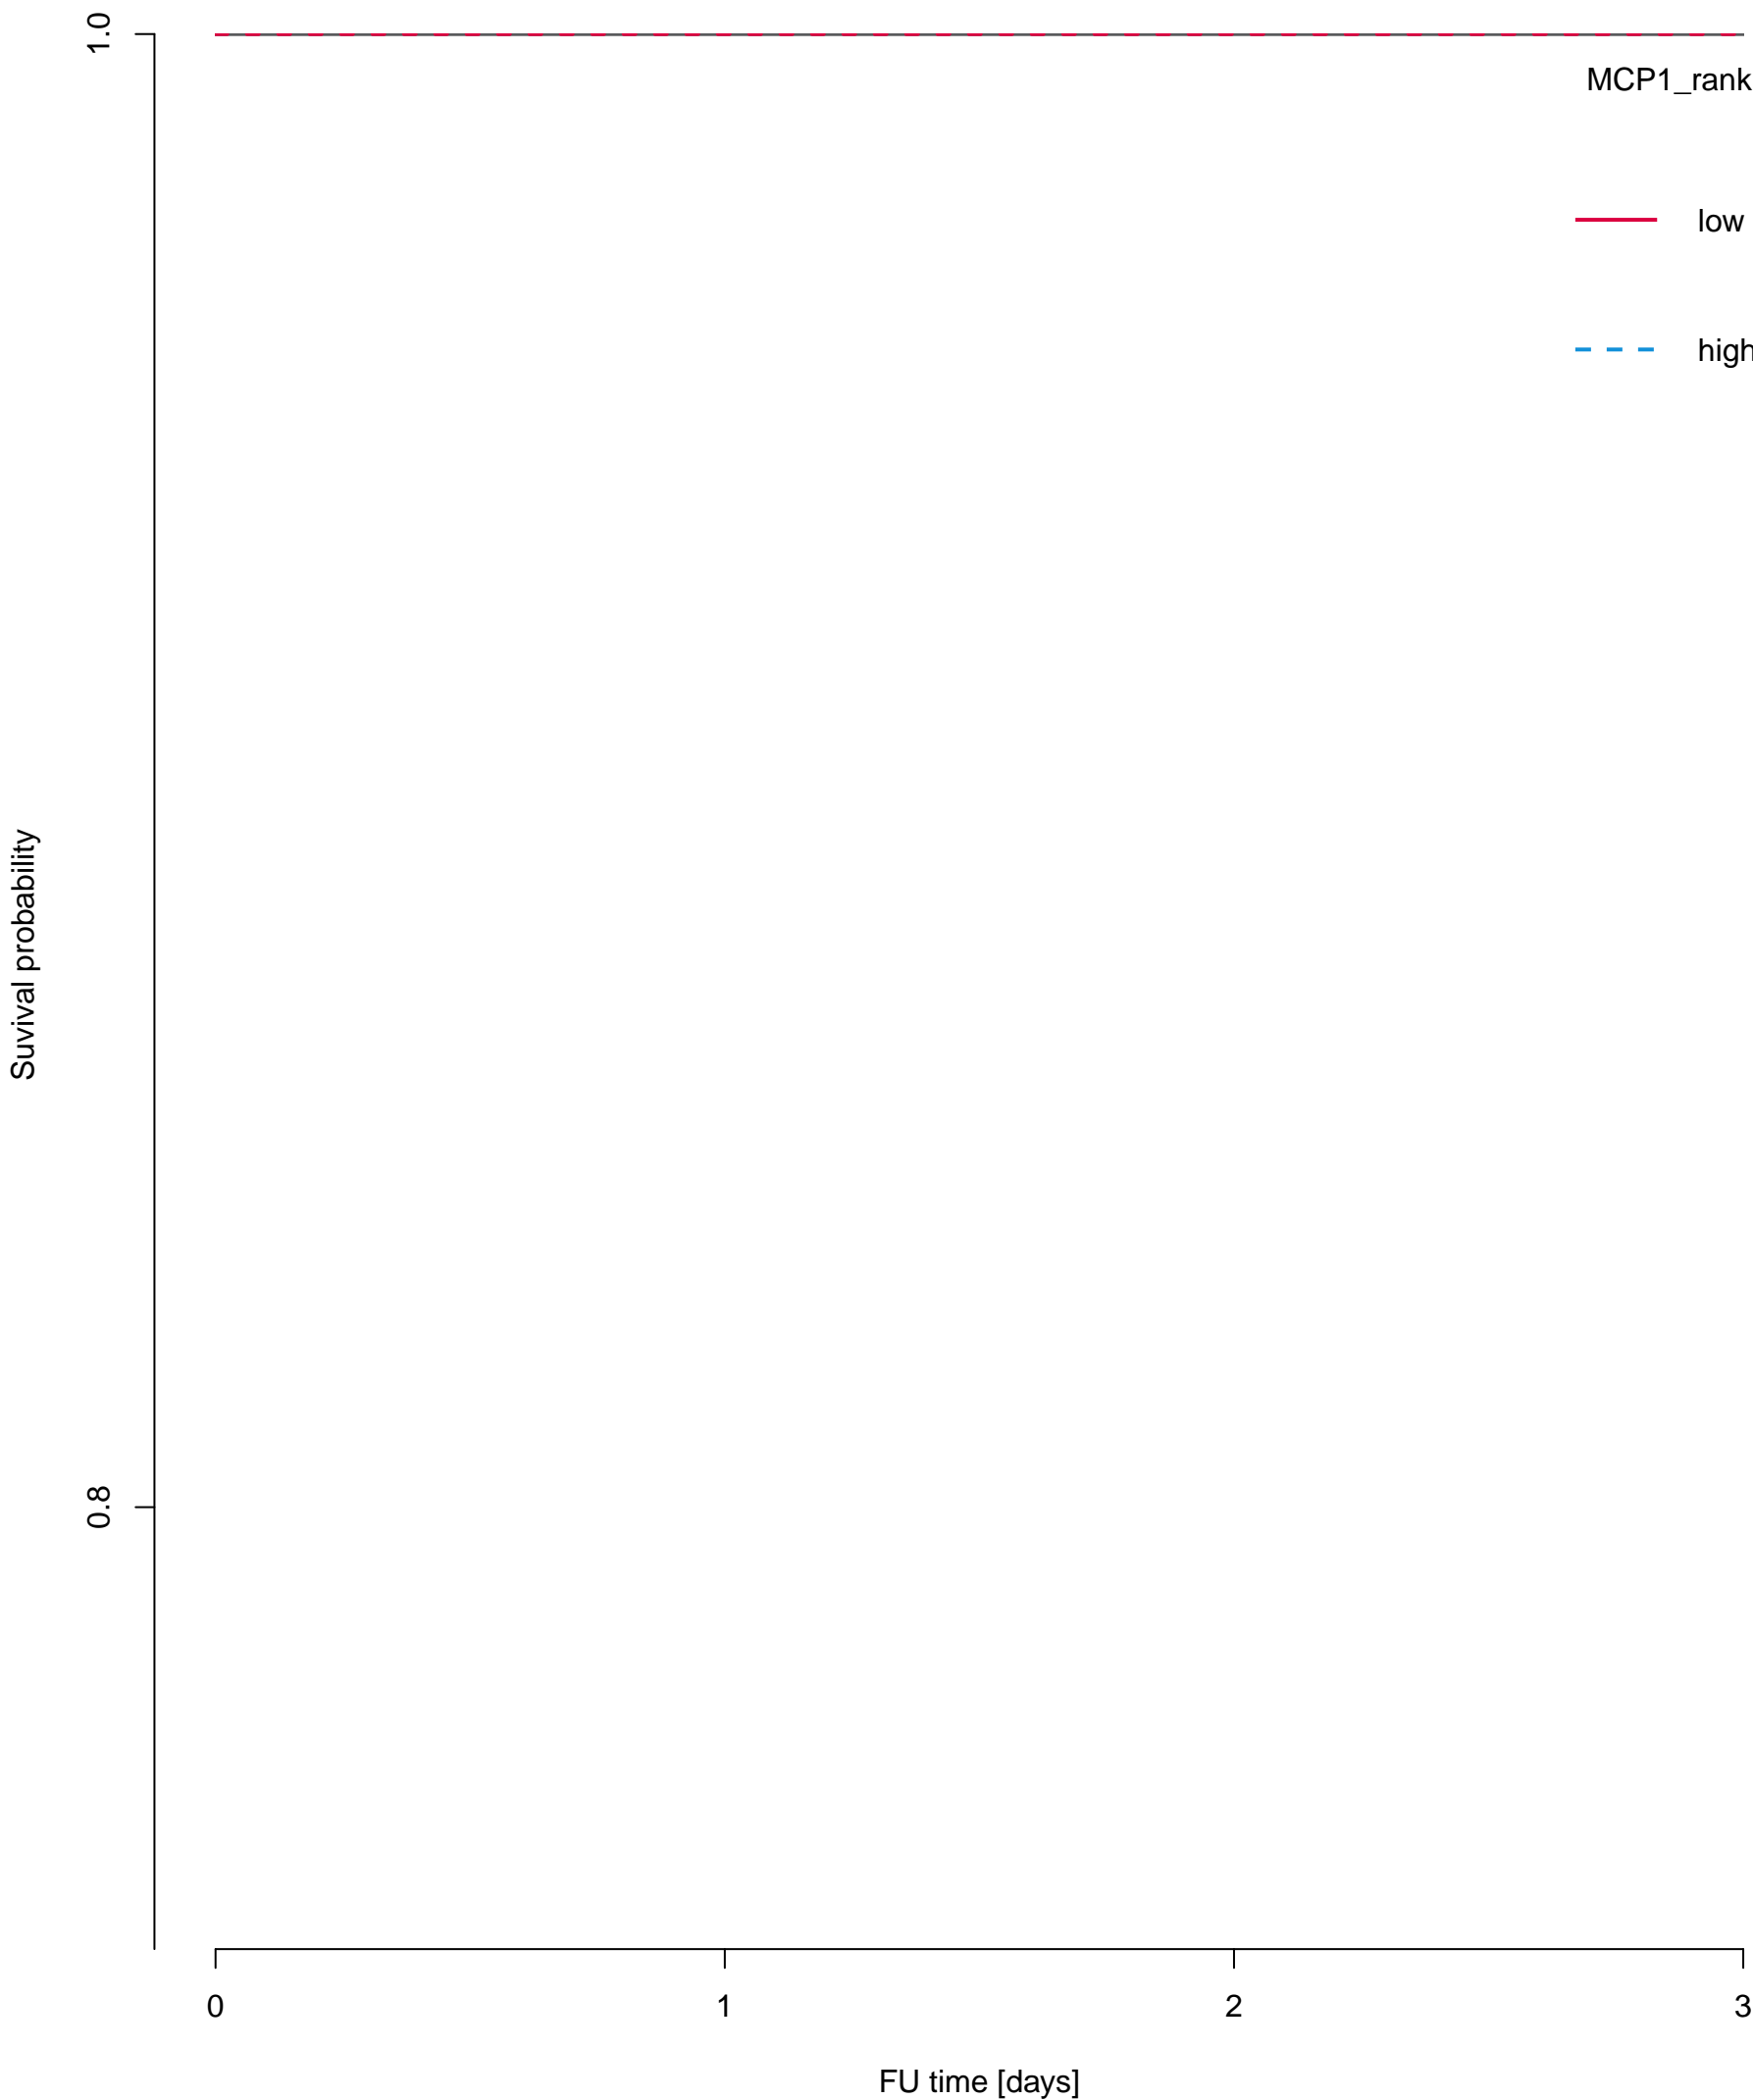 1.0
MCP1_rank
low
high
Suvival probability
0.8
0 1 2 3
FU time [days]